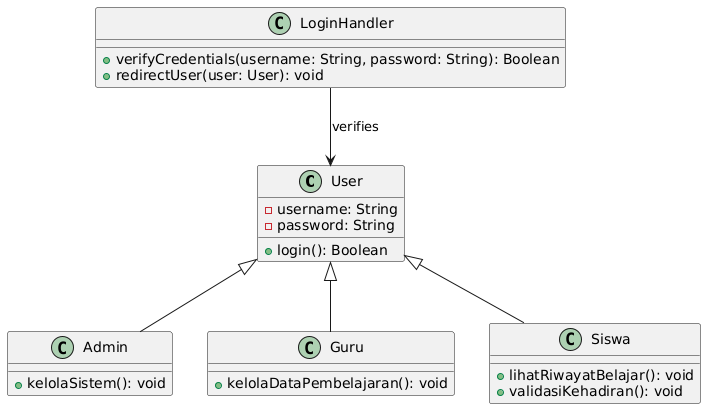 C LoginHandler
verifyCredentials(username: String, password: String): Boolean
redirectUser(user: User): void
verifies
C User
username: String
password: String
login(): Boolean
C Admin
kelolaSistem(): void
C Guru
kelolaDataPembelajaran(): void
C Siswa
lihatRiwayatBelajar(): void
validasiKehadiran(): void